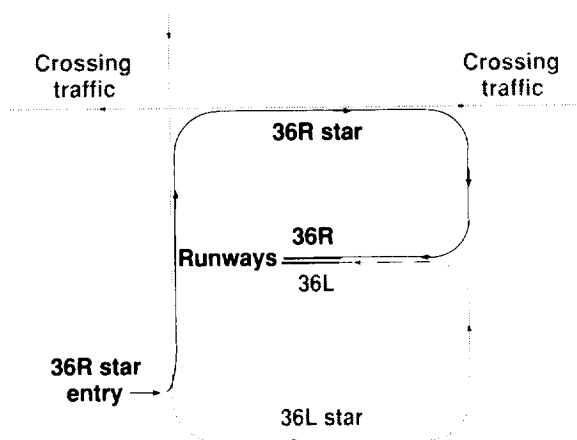 Crossing
traffic
Crossing
traffic
36R star
36R
Runways
36L
36R star
entry
36L star